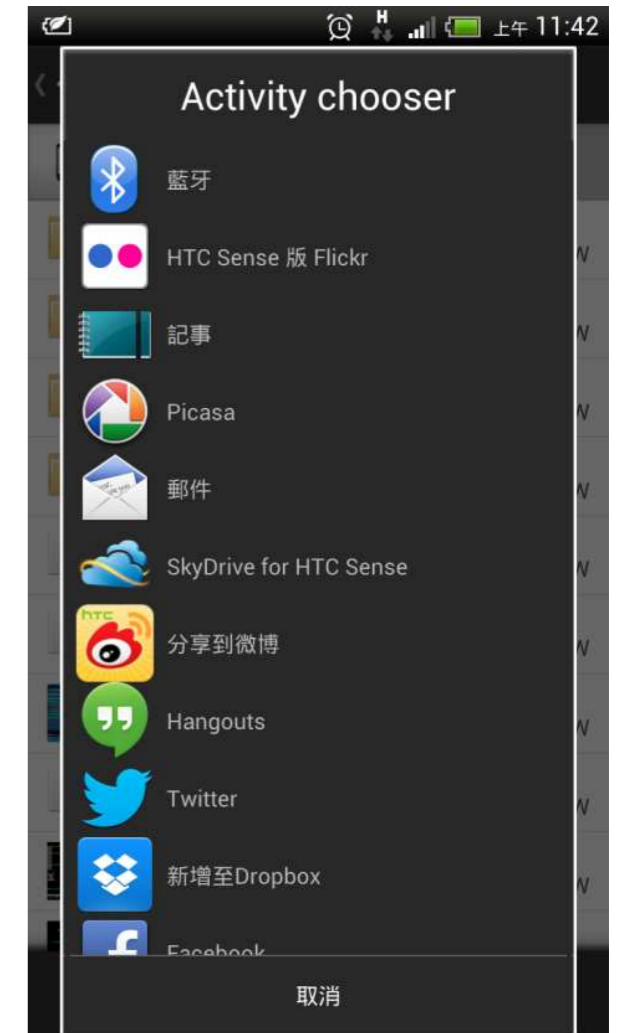 H
上午 11:42
Activity chooser
藍牙
HTC Sense 版 Flickr
記事
Picasa
郵件
SkyDrive for HTC Sense
hTC
分享到微博
Hangouts
Twitter
新增至Dropbox
Facebook
取消